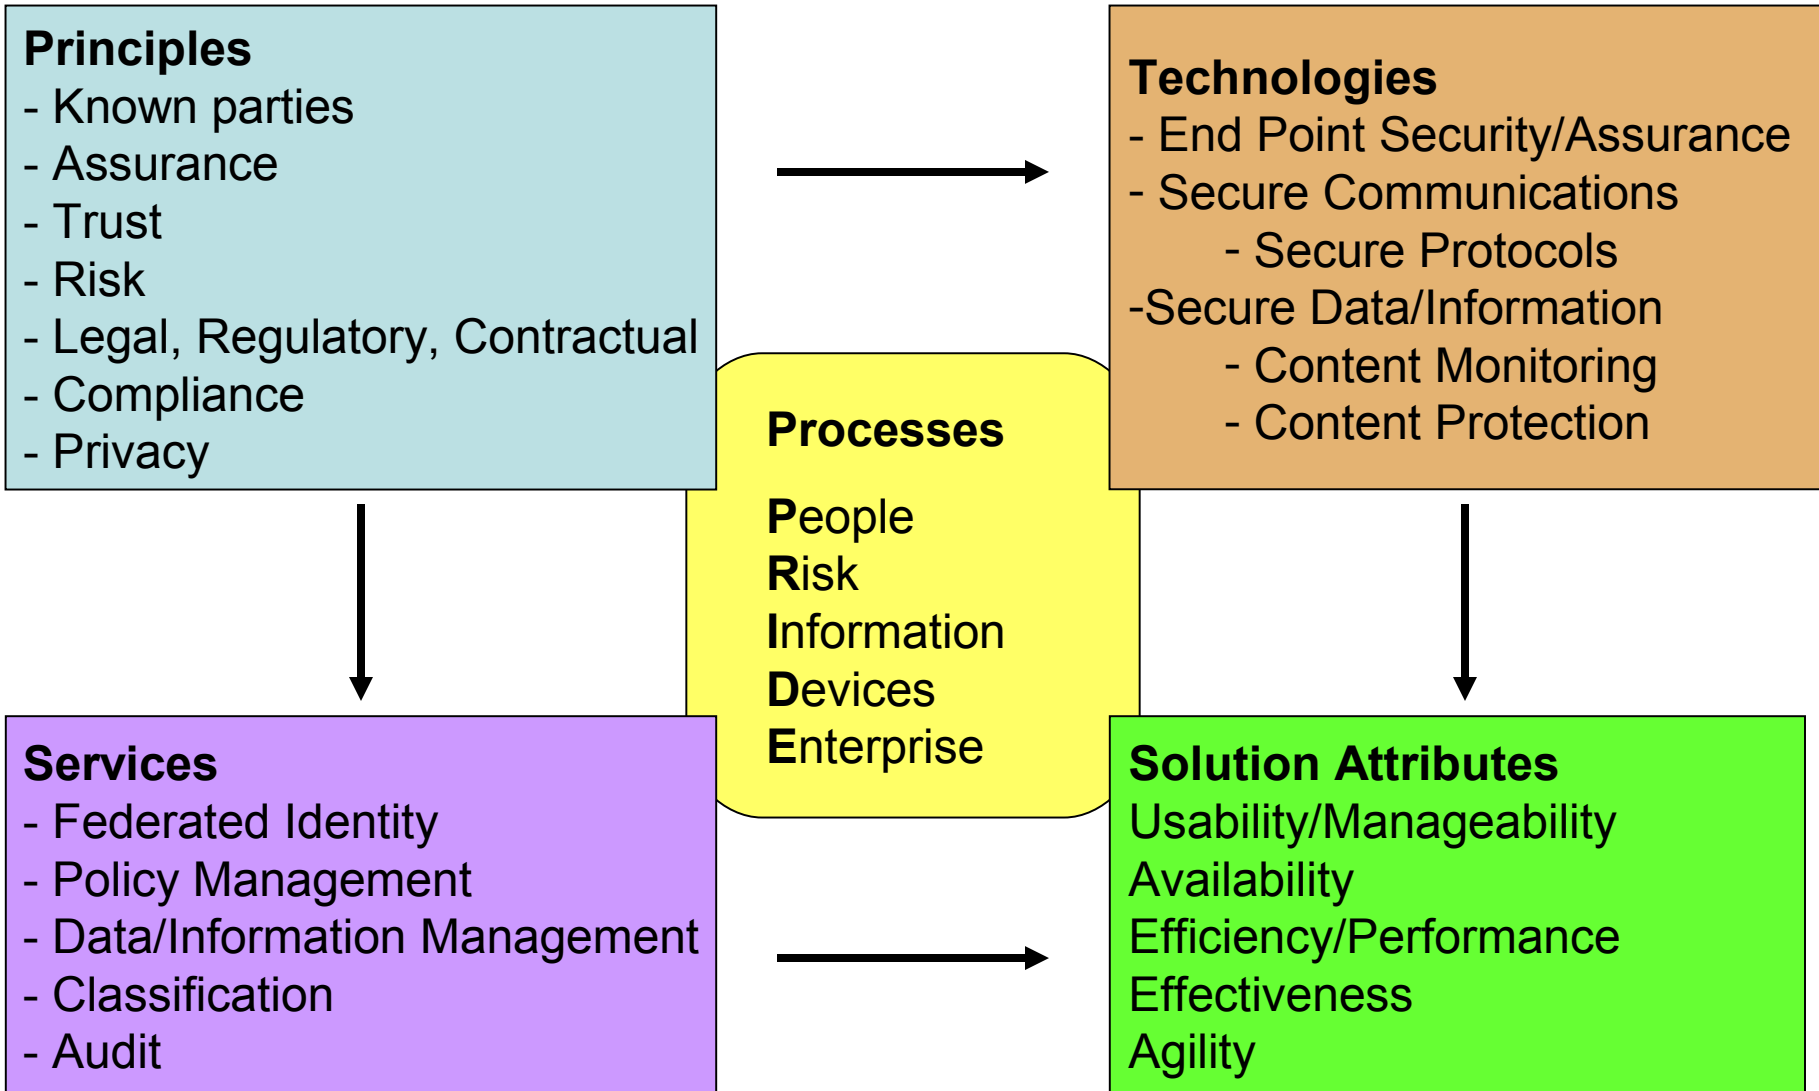 Principles
- Known parties
- Assurance
- Trust
- Risk
- Legal, Regulatory, Contractual
- Compliance
- Privacy
Technologies
- End Point Security/Assurance
- Secure Communications
- Secure Protocols
-Secure Data/Information
- Content Monitoring
- Content Protection
Processes
People
Risk
Information
Devices
Enterprise
Services
- Federated Identity
- Policy Management
- Data/Information Management
- Classification
- Audit
Solution Attributes
Usability/Manageability
Availability
Efficiency/Performance
Effectiveness
Agility